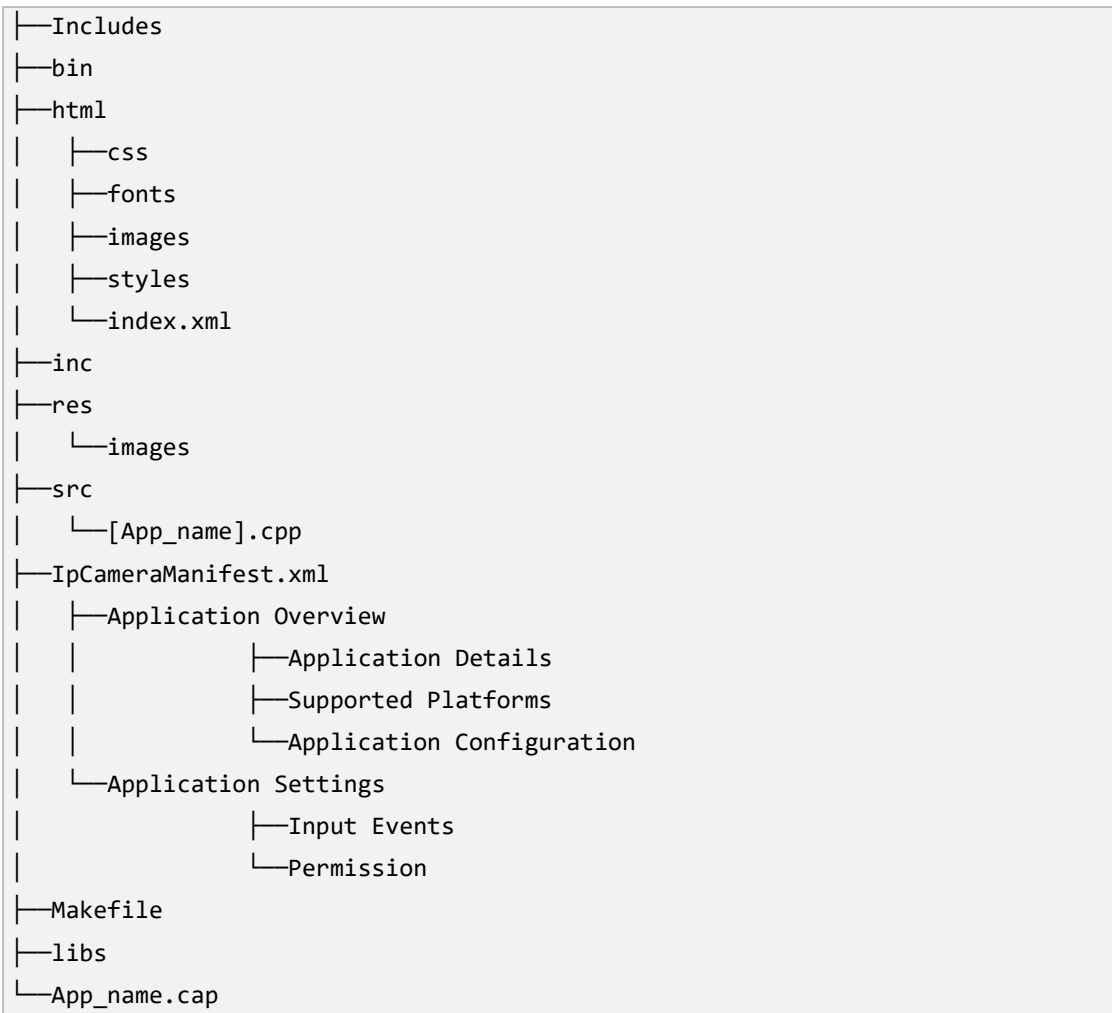 ├──Includes
├──bin
├──html
│   ├──css
│   ├──fonts
│   ├──images
│   ├──styles
│   └──index.xml
├──inc
├──res
│   └──images
├──src
│   └──[App_name].cpp
├──IpCameraManifest.xml
│   ├──Application Overview
│   │            ├──Application Details
│   │            ├──Supported Platforms
│   │            └──Application Configuration
│   └──Application Settings
│                ├──Input Events
│                └──Permission
├──Makefile
├──libs
└──App_name.cap